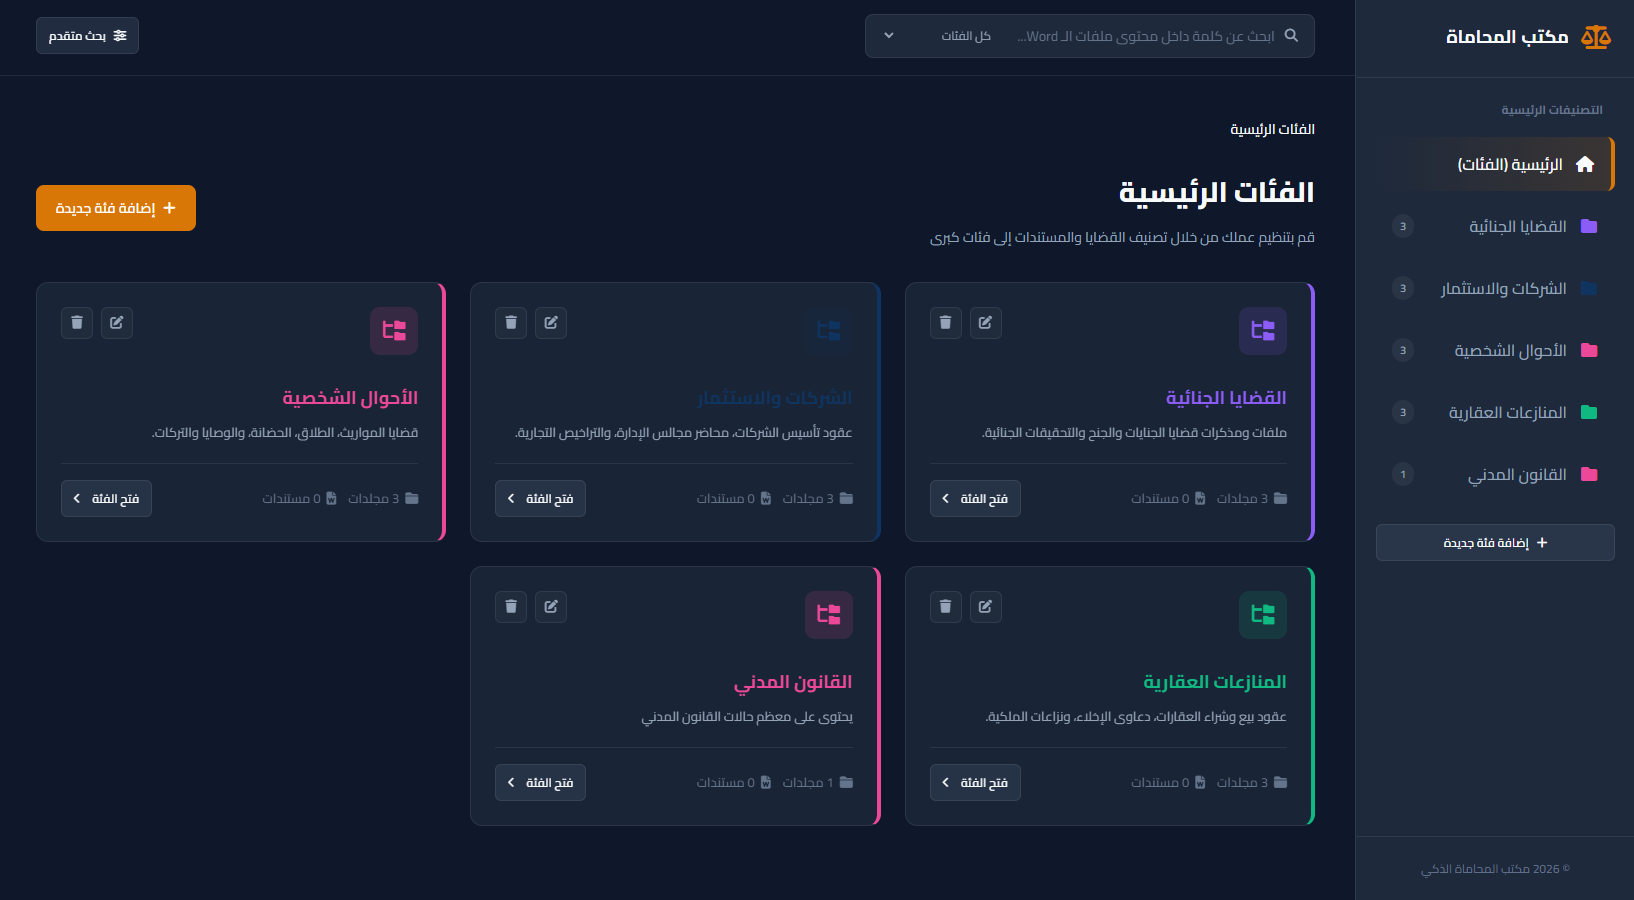 مكتب المحاماة
ابحث عن كلمة داخل محتوى ملفات الـ Word...
كل الفئات
بحث متقدم
التصنيفات الرئيسية
الرئيسية (الفئات)
القضايا الجنائية 3
الشركات والاستثمار 3
الأحوال الشخصية 3
المنازعات العقارية 3
القانون المدني 1
إضافة فئة جديدة
© 2026 مكتب المحاماة الذكي
الفئات الرئيسية
الفئات الرئيسية
قم بتنظيم عملك من خلال تصنيف القضايا والمستندات إلى فئات كبرى
إضافة فئة جديدة
القضايا الجنائية
ملفات ومذكرات قضايا الجنايات والجنح والتحقيقات الجنائية.
3 مجلدات 0 مستندات
فتح الفئة
الشركات والاستثمار
عقود تأسيس الشركات، محاضر مجالس الإدارة، والتراخيص التجارية.
3 مجلدات 0 مستندات
فتح الفئة
الأحوال الشخصية
قضايا المواريث، الطلاق، الحضانة، والوصايا والتركات.
3 مجلدات 0 مستندات
فتح الفئة
المنازعات العقارية
عقود بيع وشراء العقارات، دعاوى الإخلاء، ونزاعات الملكية.
3 مجلدات 0 مستندات
فتح الفئة
القانون المدني
يحتوى على معظم حالات القانون المدني
1 مجلدات 0 مستندات
فتح الفئة